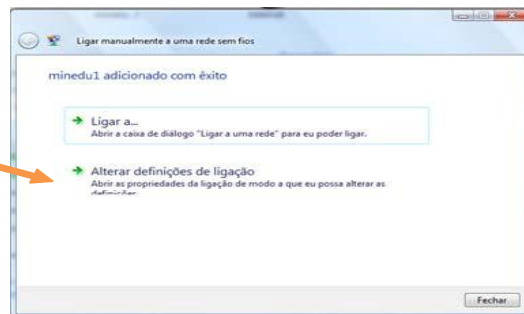 Ligar manualmente a uma rede sem fios
minedu1 adicionado com êxito
Ligar a...
Abrir a caixa de diálogo "Ligar a uma rede" para eu poder ligar.
Alterar definições de ligação
Abrir as propriedades da ligação de modo a que eu possa alterar as
definições.
Fechar